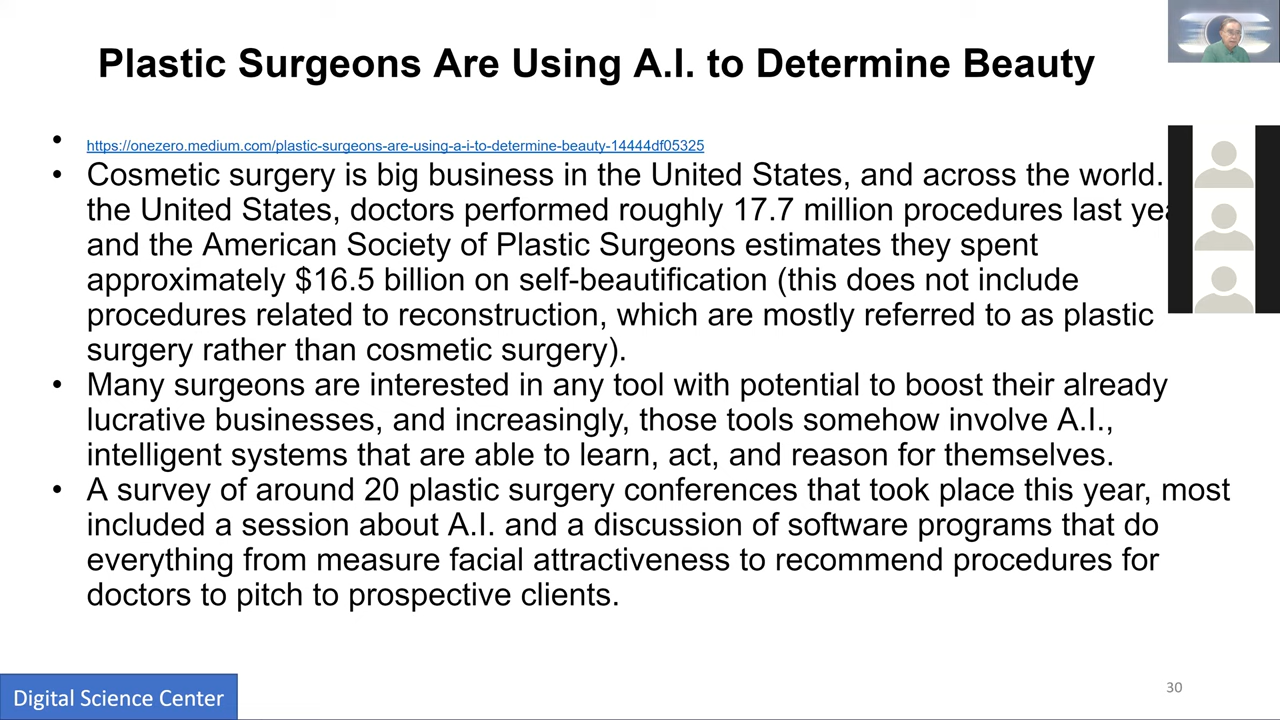 Plastic Surgeons Are Using A.I. to Determine Beauty
• https://onezero.medium.com/plastic-surgeons-are-using-a-i-to-determine-beauty-14444df05325
• Cosmetic surgery is big business in the United States, and across the world.
the United States, doctors performed roughly 17.7 million procedures last
and the American Society of Plastic Surgeons estimates they spent
approximately $16.5 billion on self-beautification (this does not include
procedures related to reconstruction, which are mostly referred to as plastic
surgery rather than cosmetic surgery).
• Many surgeons are interested in any tool with potential to boost their already
lucrative businesses, and increasingly, those tools somehow involve A.I.,
intelligent systems that are able to learn, act, and reason for themselves.
• A survey of around 20 plastic surgery conferences that took place this year, most
included a session about A.I. and a discussion of software programs that do
everything from measure facial attractiveness to recommend procedures for
doctors to pitch to prospective clients.
Digital Science Center
30